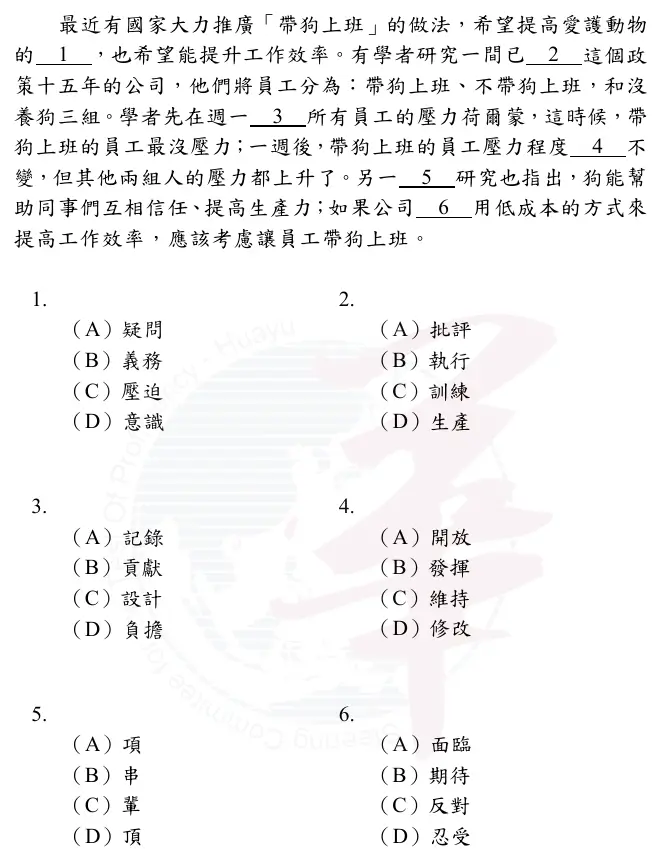 最近有國家大力推廣「帶狗上班」的做法，希望提高愛護動物
的 1 ，也希望能提升工作效率。有學者研究一間已 2 這個政
策十五年的公司，他們將員工分為：帶狗上班、不帶狗上班，和沒
養狗三組。學者先在週一 3 所有員工的壓力荷爾蒙，這時候，帶
狗上班的員工最沒壓力；一週後，帶狗上班的員工壓力程度 4 不
變，但其他兩組人的壓力都上升了。另一 5 研究也指出，狗能幫
助同事們互相信任、提高生產力；如果公司 6 用低成本的方式來
提高工作效率，應該考慮讓員工帶狗上班。
1.
（A）疑問
（B）義務
（C）壓迫
（D）意識
2.
（A）批評
（B）執行
（C）訓練
（D）生產
3.
（A）記錄
（B）貢獻
（C）設計
（D）負擔
4.
（A）開放
（B）發揮
（C）維持
（D）修改
5.
（A）項
（B）串
（C）輩
（D）頂
6.
（A）面臨
（B）期待
（C）反對
（D）忍受